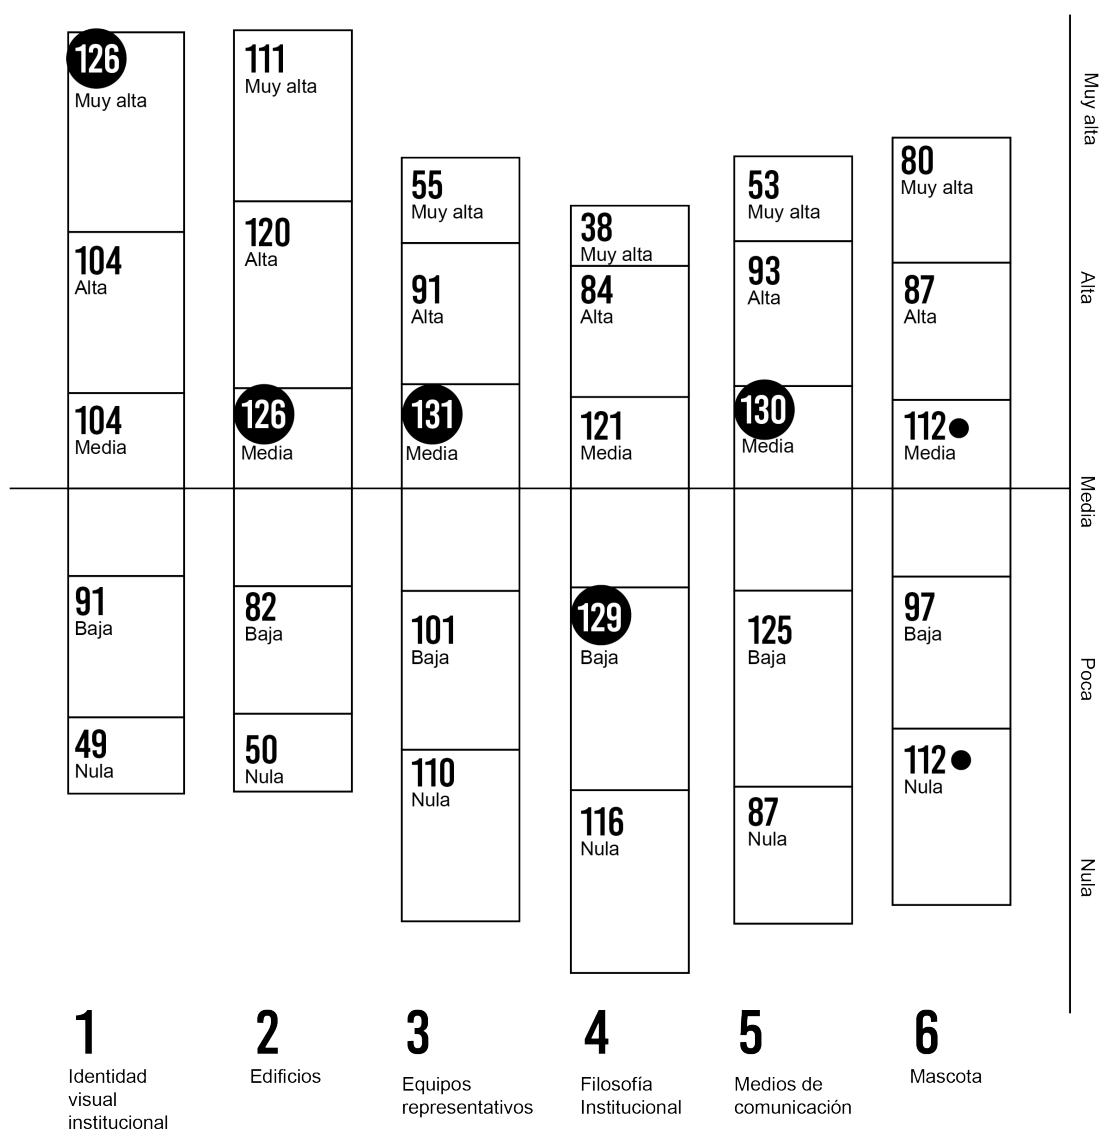 126
Muy alta
104
Alta
104
Media
91
Baja
49
Nula
1
Identidad
visual
institucional
111
Muy alta
120
Alta
126
Media
82
Baja
50
Nula
2
Edificios
55
Muy alta
91
Alta
131
Media
101
Baja
110
Nula
3
Equipos
representativos
38
Muy alta
84
Alta
121
Media
129
Baja
116
Nula
4
Filosofía
Institucional
53
Muy alta
93
Alta
130
Media
125
Baja
87
Nula
5
Medios de
comunicación
80
Muy alta
87
Alta
112
Media
97
Baja
112
Nula
6
Mascota
Muy alta
Alta
Media
Poca
Nula